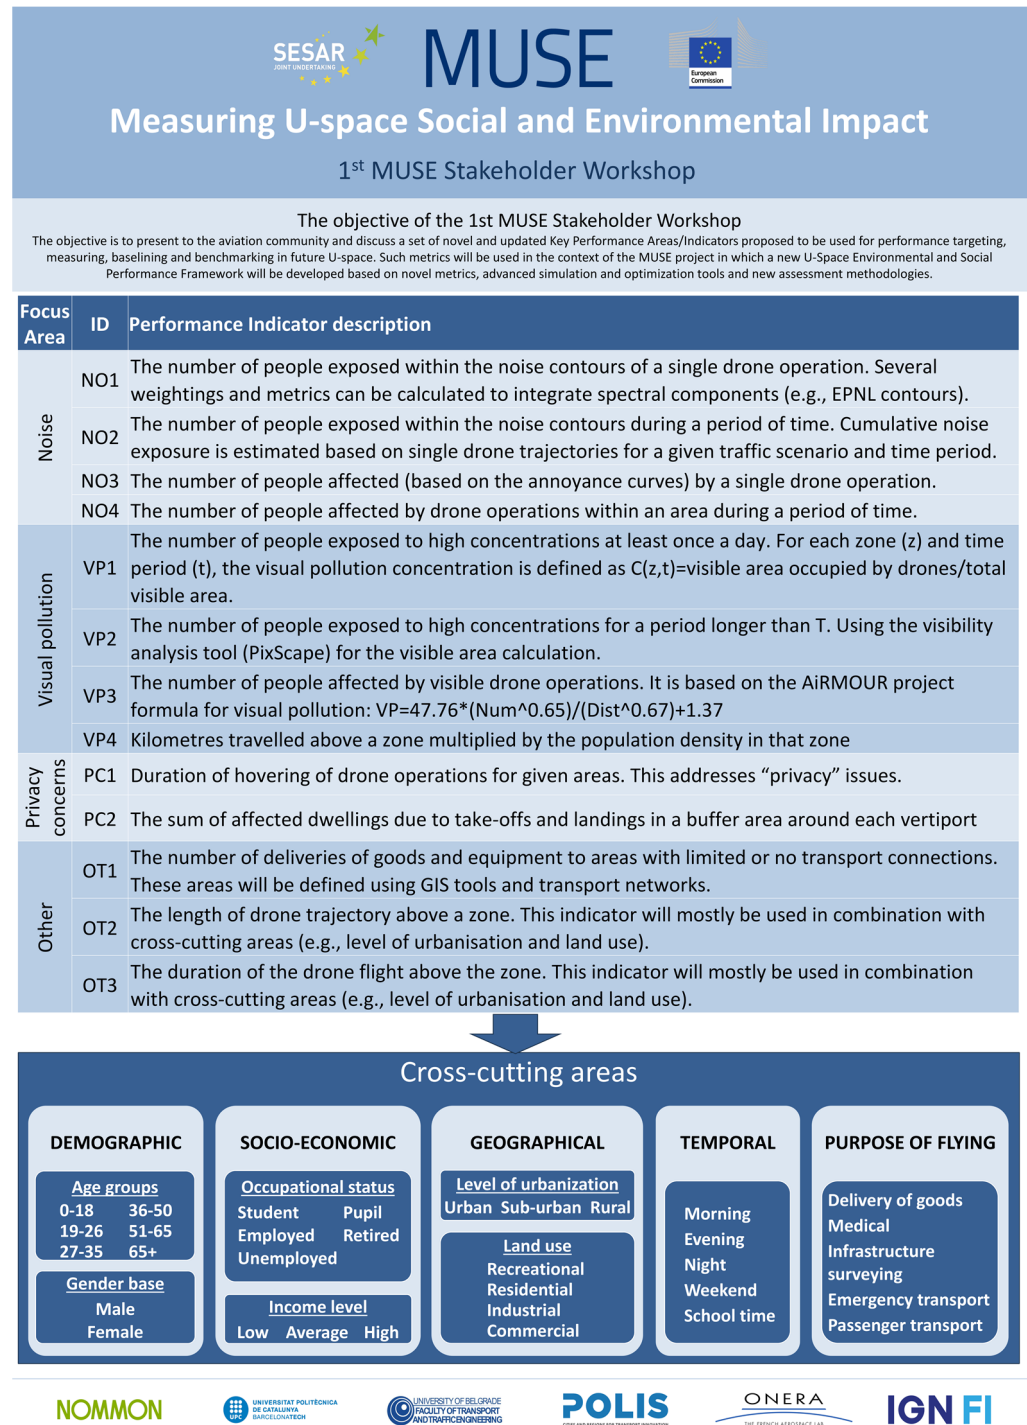 SESAR
JOINT UNDERTAKING
MUSE
European
Commission
Measuring U-space Social and Environmental Impact
1st MUSE Stakeholder Workshop
The objective of the 1st MUSE Stakeholder Workshop
The objective is to present to the aviation community and discuss a set of novel and updated Key Performance Areas/Indicators proposed to be used for performance targeting,
measuring, baselining and benchmarking in future U-space. Such metrics will be used in the context of the MUSE project in which a new U-Space Environmental and Social
Performance Framework will be developed based on novel metrics, advanced simulation and optimization tools and new assessment methodologies.
Focus
Area
ID
Performance Indicator description
Noise
NO1
The number of people exposed within the noise contours of a single drone operation. Several
weightings and metrics can be calculated to integrate spectral components (e.g., EPNL contours).
NO2
The number of people exposed within the noise contours during a period of time. Cumulative noise
exposure is estimated based on single drone trajectories for a given traffic scenario and time period.
NO3
The number of people affected (based on the annoyance curves) by a single drone operation.
NO4
The number of people affected by drone operations within an area during a period of time.
Visual pollution
VP1
The number of people exposed to high concentrations at least once a day. For each zone (z) and time
period (t), the visual pollution concentration is defined as C(z,t)=visible area occupied by drones/total
visible area.
VP2
The number of people exposed to high concentrations for a period longer than T. Using the visibility
analysis tool (PixScape) for the visible area calculation.
VP3
The number of people affected by visible drone operations. It is based on the AiRMOUR project
formula for visual pollution: VP=47.76*(Num^0.65)/(Dist^0.67)+1.37
VP4
Kilometres travelled above a zone multiplied by the population density in that zone
Privacy
concerns
PC1
Duration of hovering of drone operations for given areas. This addresses “privacy” issues.
PC2
The sum of affected dwellings due to take-offs and landings in a buffer area around each vertiport
Other
OT1
The number of deliveries of goods and equipment to areas with limited or no transport connections.
These areas will be defined using GIS tools and transport networks.
OT2
The length of drone trajectory above a zone. This indicator will mostly be used in combination with
cross-cutting areas (e.g., level of urbanisation and land use).
OT3
The duration of the drone flight above the zone. This indicator will mostly be used in combination
with cross-cutting areas (e.g., level of urbanisation and land use).
Cross-cutting areas
DEMOGRAPHIC
Age groups
0-18 36-50
19-26 51-65
27-35 65+
Gender base
Male
Female
SOCIO-ECONOMIC
Occupational status
Student Pupil
Employed Retired
Unemployed
Income level
Low Average High
GEOGRAPHICAL
Level of urbanization
Urban Sub-urban Rural
Land use
Recreational
Residential
Industrial
Commercial
TEMPORAL
Morning
Evening
Night
Weekend
School time
PURPOSE OF FLYING
Delivery of goods
Medical
Infrastructure
surveying
Emergency transport
Passenger transport
NOMMON
UPC
UNIVERSITAT POLITÈCNICA
DE CATALUNYA
BARCELONATECH
UNIVERSITY OF BELGRADE
FACULTY OF TRANSPORT
AND TRAFFIC ENGINEERING
POLIS
CITIES AND REGIONS FOR TRANSPORT INNOVATION
ONERA
THE FRENCH AEROSPACE LAB
IGN FI